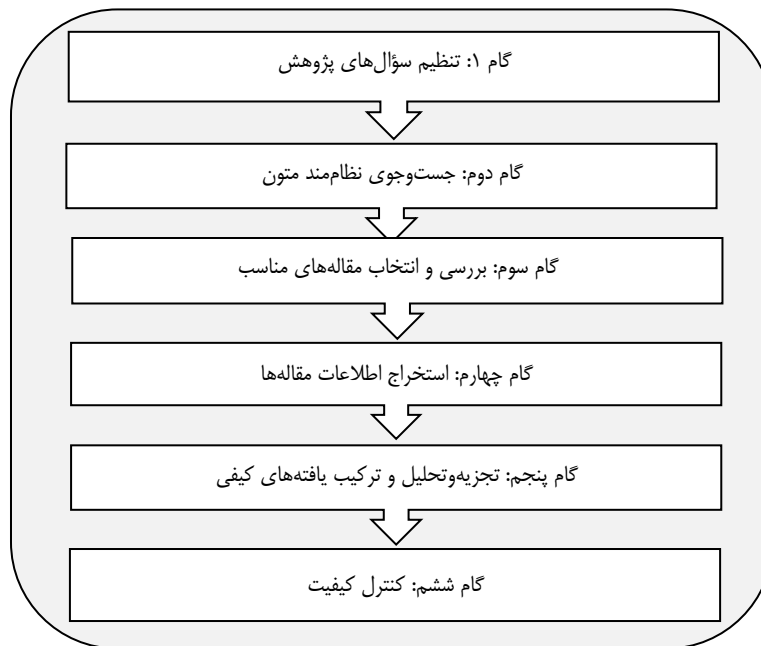 گام ۱: تنظیم سؤال‌های پژوهش
گام دوم: جست‌وجوی نظام‌مند متون
گام سوم: بررسی و انتخاب مقاله‌های مناسب
گام چهارم: استخراج اطلاعات مقاله‌ها
گام پنجم: تجزیه‌وتحلیل و ترکیب یافته‌های کیفی
گام ششم: کنترل کیفیت